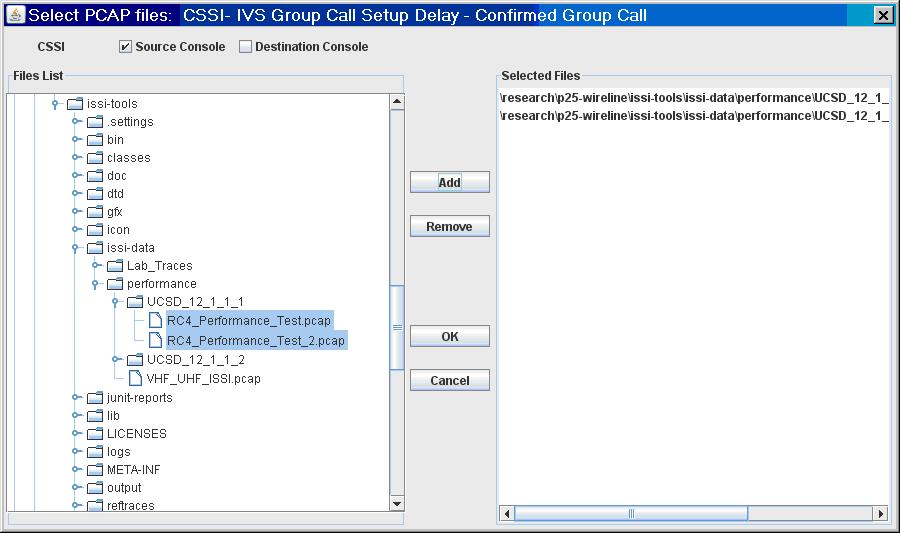 Select PCAP files: CSSI- IVS Group Call Setup Delay - Confirmed Group Call
CSSI Source Console Destination Console
Files List
issi-tools
.settings
bin
classes
doc
dtd
gfx
icon
issi-data
Lab_Traces
performance
UCSD_12_1_1_1
RC4_Performance_Test.pcap
RC4_Performance_Test_2.pcap
UCSD_12_1_1_2
VHF_UHF_ISSI.pcap
junit-reports
lib
LICENSES
logs
META-INF
output
reftraces
Add
Remove
OK
Cancel
Selected Files
\research\p25-wireline\issi-tools\issi-data\performance\UCSD_12_1_
\research\p25-wireline\issi-tools\issi-data\performance\UCSD_12_1_